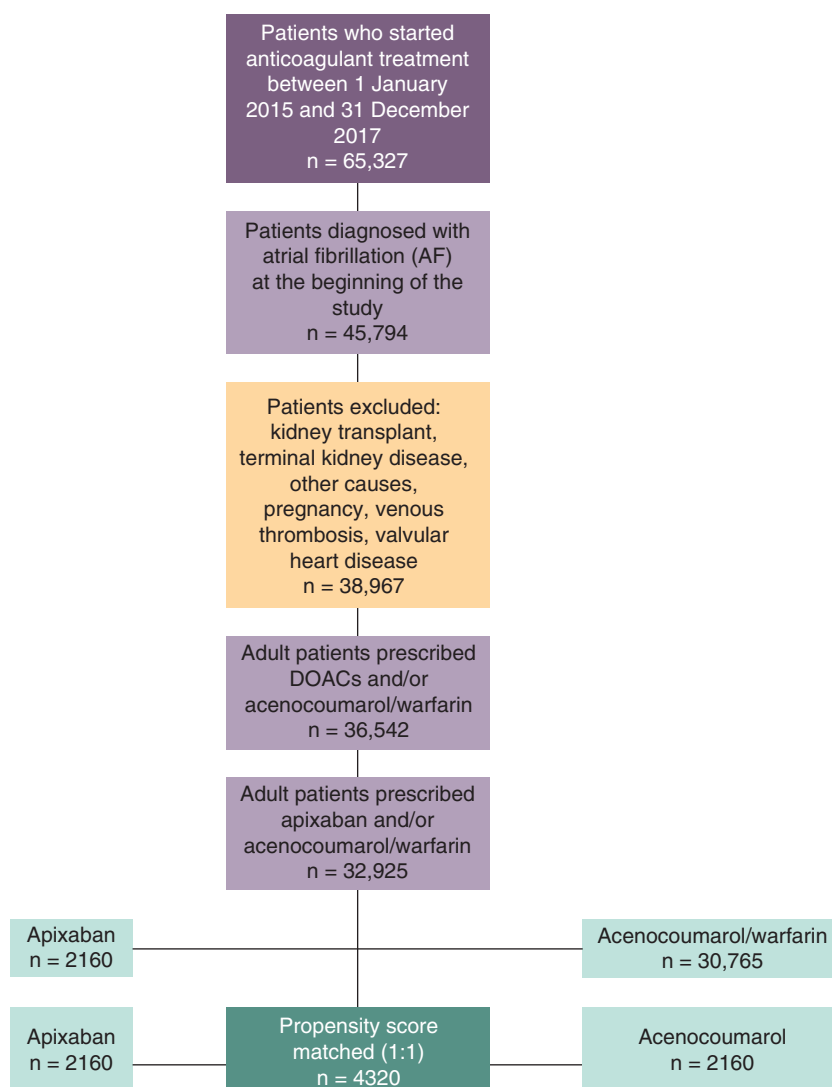 Patients who started
anticoagulant treatment
between 1 January
2015 and 31 December
2017
n = 65,327
Patients diagnosed with
atrial fibrillation (AF)
at the beginning of the
study
n = 45,794
Patients excluded:
kidney transplant,
terminal kidney disease,
other causes,
pregnancy, venous
thrombosis, valvular
heart disease
n = 38,967
Adult patients prescribed
DOACs and/or
acenocoumarol/warfarin
n = 36,542
Adult patients prescribed
apixaban and/or
acenocoumarol/warfarin
n = 32,925
Apixaban
n = 2160
Acenocoumarol/warfarin
n = 30,765
Apixaban
n = 2160
Propensity score
matched (1:1)
n = 4320
Acenocoumarol
n = 2160